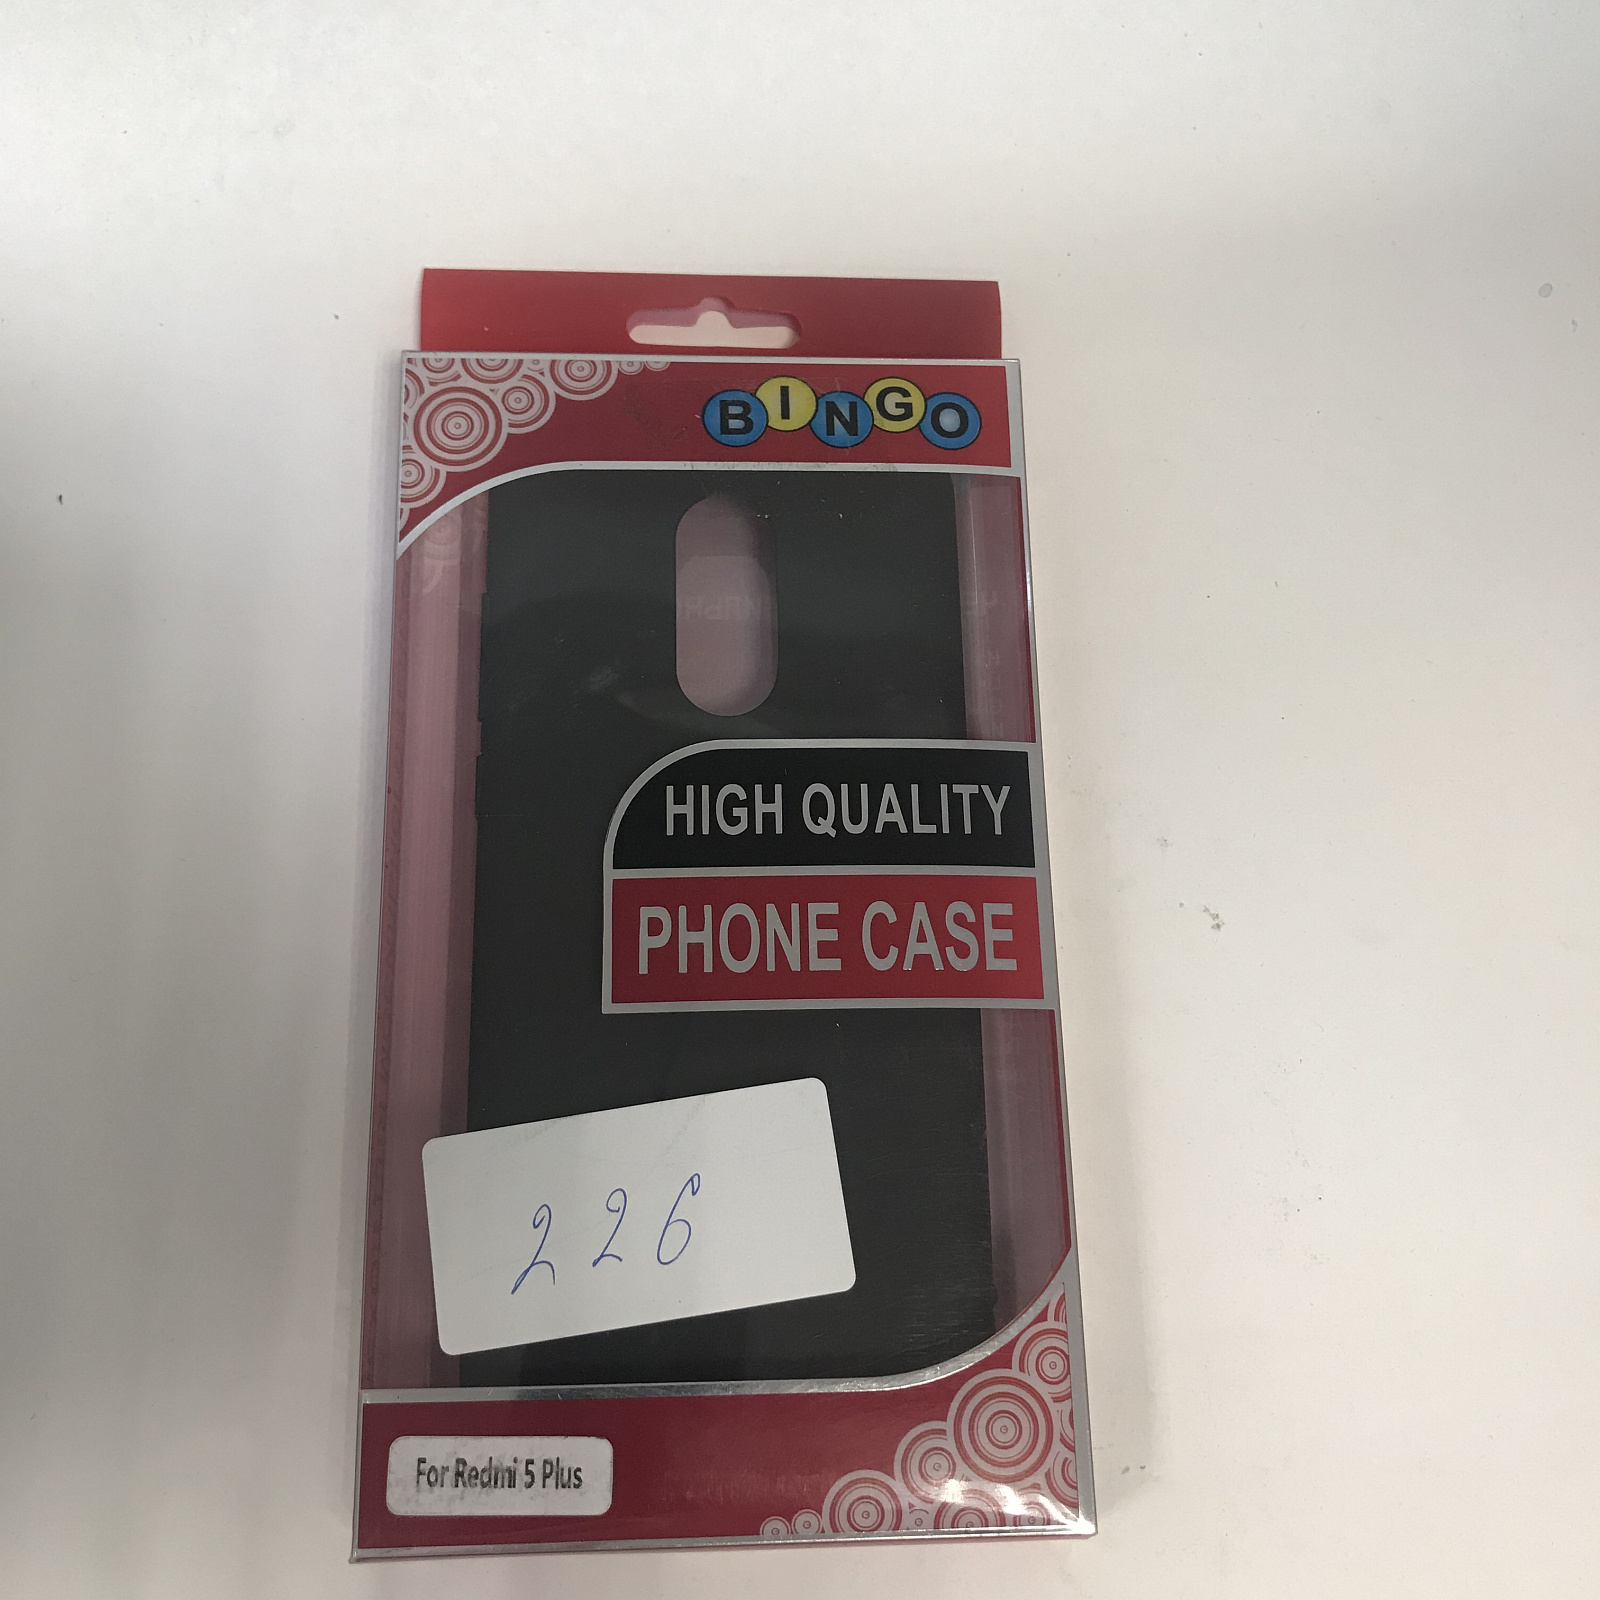 BINGO
HIGH QUALITY
PHONE CASE
226
For Redmi 5 Plus